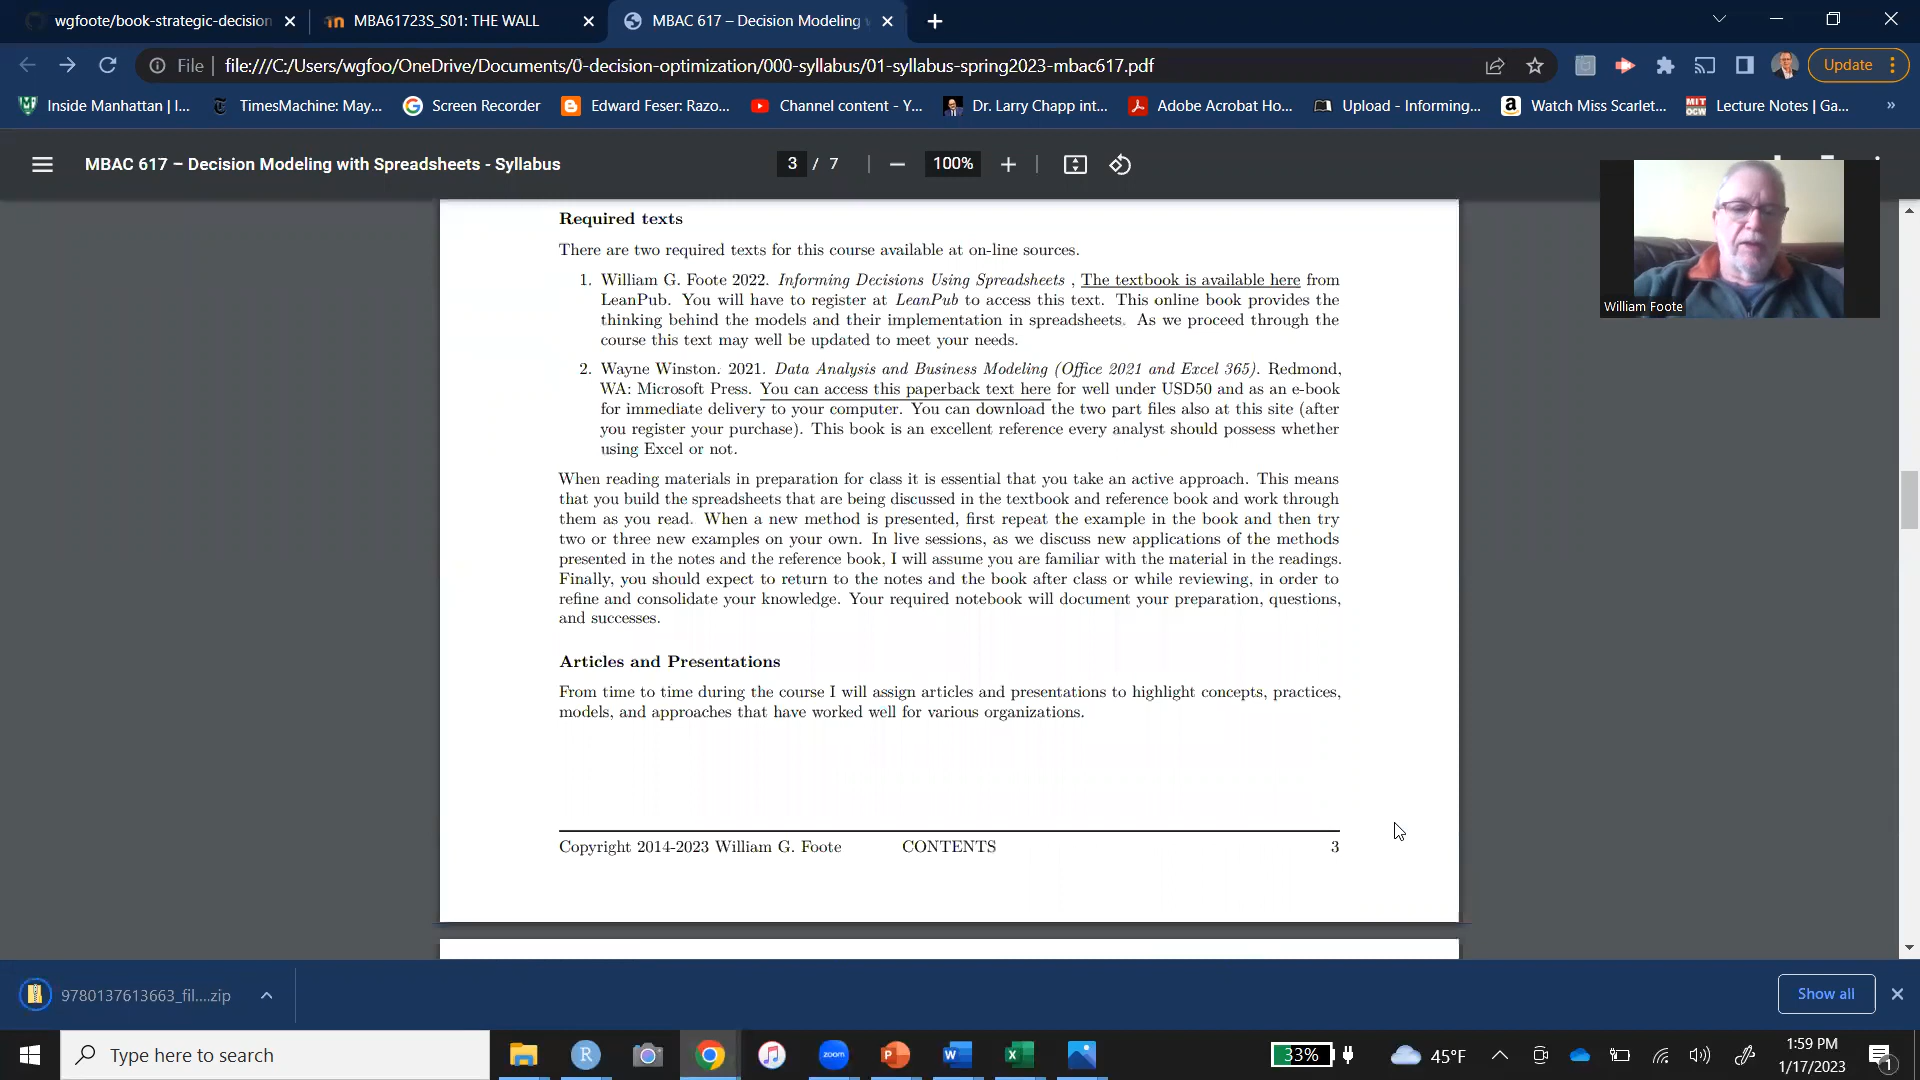 wgfoote/book-strategic-decision
MBA61723S_S01: THE WALL
MBAC 617 – Decision Modeling
File
file:///C:/Users/wgfoo/OneDrive/Documents/0-decision-optimization/000-syllabus/01-syllabus-spring2023-mbac617.pdf
Update
Inside Manhattan | I...
TimesMachine: May...
Screen Recorder
Edward Feser: Razo...
Channel content - Y...
Dr. Larry Chapp int...
Adobe Acrobat Ho...
Upload - Informing...
Watch Miss Scarlet...
MIT OCW
Lecture Notes | Ga...
»
MBAC 617 – Decision Modeling with Spreadsheets - Syllabus
3 / 7
100%
William Foote
Required texts
There are two required texts for this course available at on-line sources.
1. William G. Foote 2022. Informing Decisions Using Spreadsheets , The textbook is available here from
LeanPub. You will have to register at LeanPub to access this text. This online book provides the
thinking behind the models and their implementation in spreadsheets. As we proceed through the
course this text may well be updated to meet your needs.
2. Wayne Winston. 2021. Data Analysis and Business Modeling (Office 2021 and Excel 365). Redmond,
WA: Microsoft Press. You can access this paperback text here for well under USD50 and as an e-book
for immediate delivery to your computer. You can download the two part files also at this site (after
you register your purchase). This book is an excellent reference every analyst should possess whether
using Excel or not.
When reading materials in preparation for class it is essential that you take an active approach. This means
that you build the spreadsheets that are being discussed in the textbook and reference book and work through
them as you read. When a new method is presented, first repeat the example in the book and then try
two or three new examples on your own. In live sessions, as we discuss new applications of the methods
presented in the notes and the reference book, I will assume you are familiar with the material in the readings.
Finally, you should expect to return to the notes and the book after class or while reviewing, in order to
refine and consolidate your knowledge. Your required notebook will document your preparation, questions,
and successes.
Articles and Presentations
From time to time during the course I will assign articles and presentations to highlight concepts, practices,
models, and approaches that have worked well for various organizations.
Copyright 2014-2023 William G. Foote CONTENTS 3
9780137613663_fil....zip
Show all
Type here to search
zoom
33%
45°F
1:59 PM
1/17/2023
1